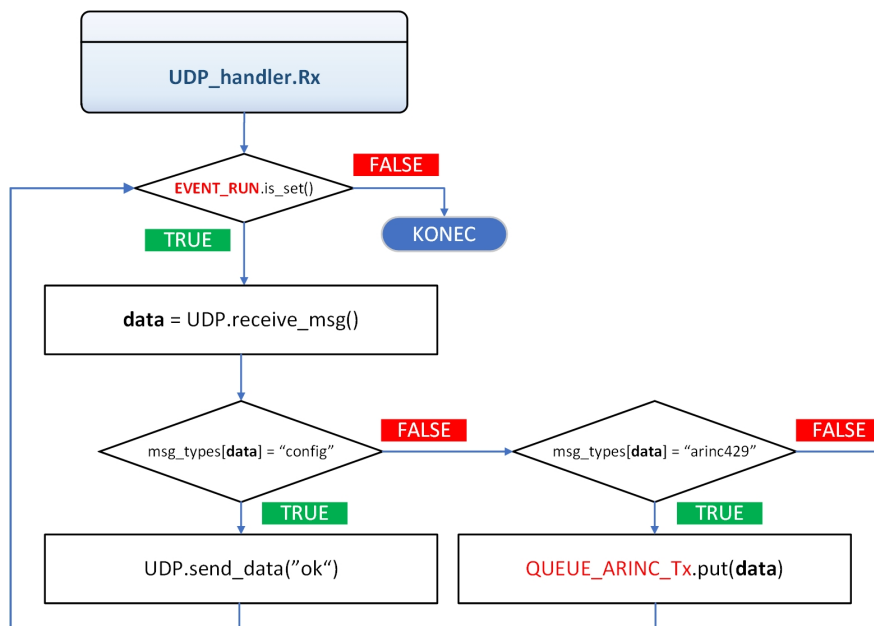 UDP_handler.Rx
FALSE
EVENT_RUN.is_set()
KONEC
TRUE
data = UDP.receive_msg()
FALSE
FALSE
msg_types[data] = “config”
msg_types[data] = “arinc429”
TRUE
TRUE
UDP.send_data(”ok“)
QUEUE_ARINC_Tx.put(data)